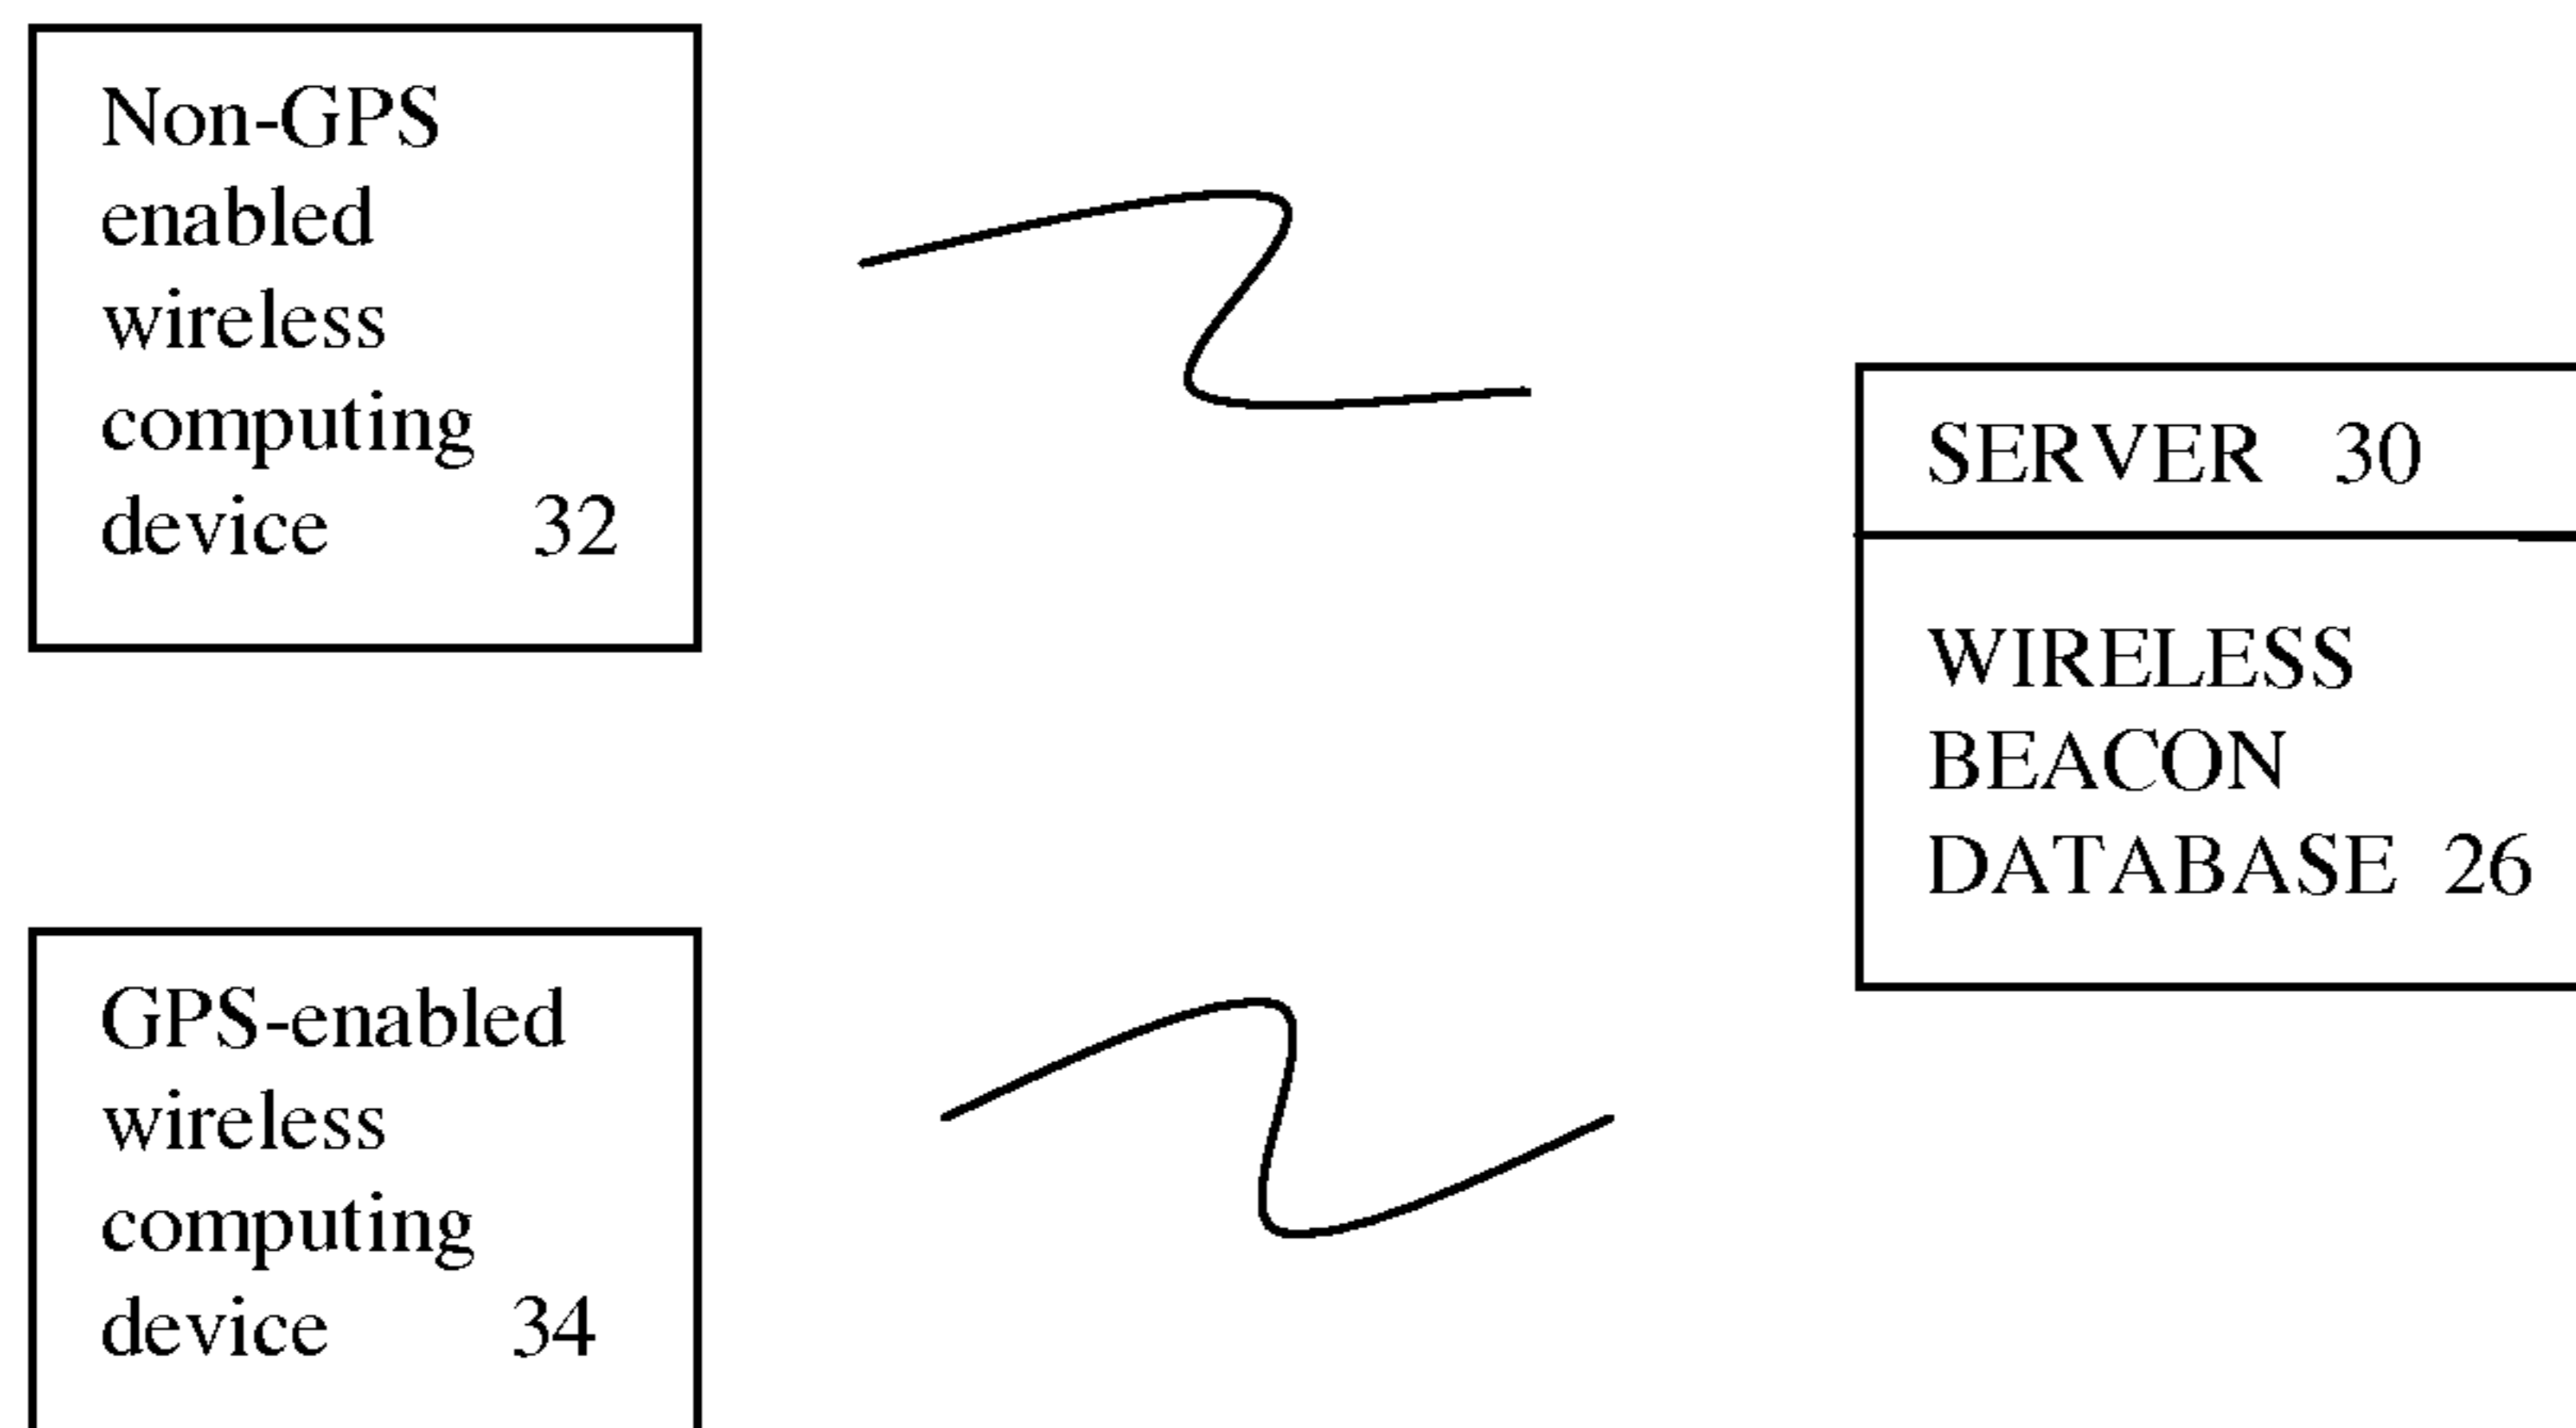 Non-GPS
enabled
wireless
computing
device 32
SERVER 30
WIRELESS
BEACON
DATABASE 26
GPS-enabled
wireless
computing
device 34